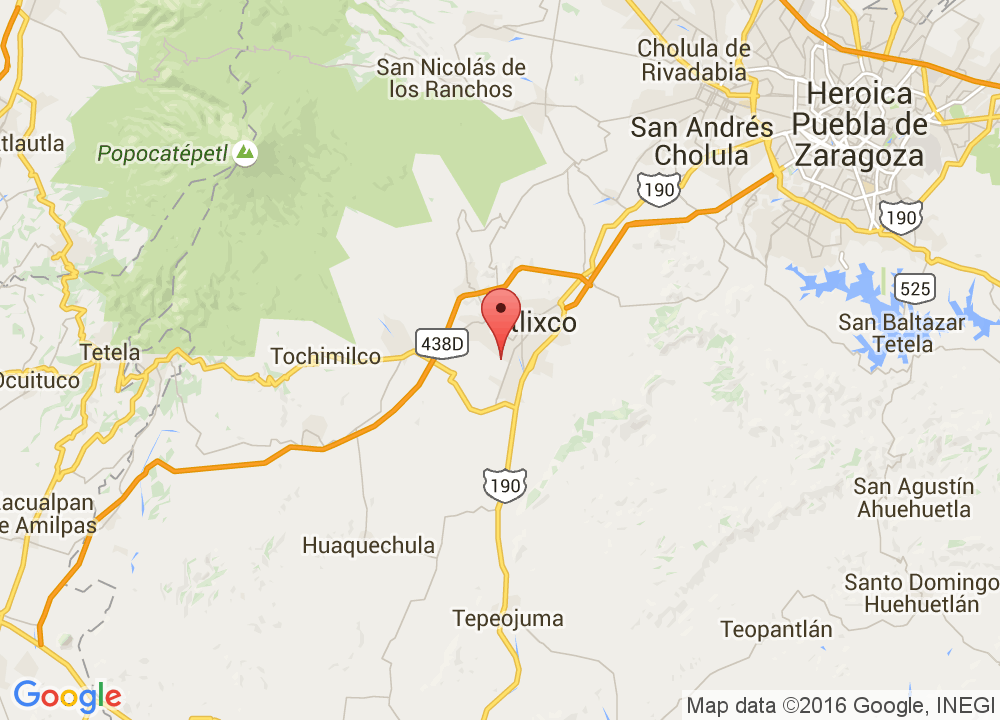 Cholula de
Rivadabia
San Nicolás de
los Ranchos
Heroica
Puebla de
Zaragoza
San Andrés
Cholula
tlautla
Popocatépetl
190
190
525
San Baltazar
Tetela
tlixco
438D
Tetela
Tochimilco
Ocuituco
190
San Agustín
Ahuehuetla
acualpan
e Amilpas
Huaquechula
Santo Domingo
Huehuetlán
Tepeojuma
Teopantlán
Google
Map data ©2016 Google, INEGI